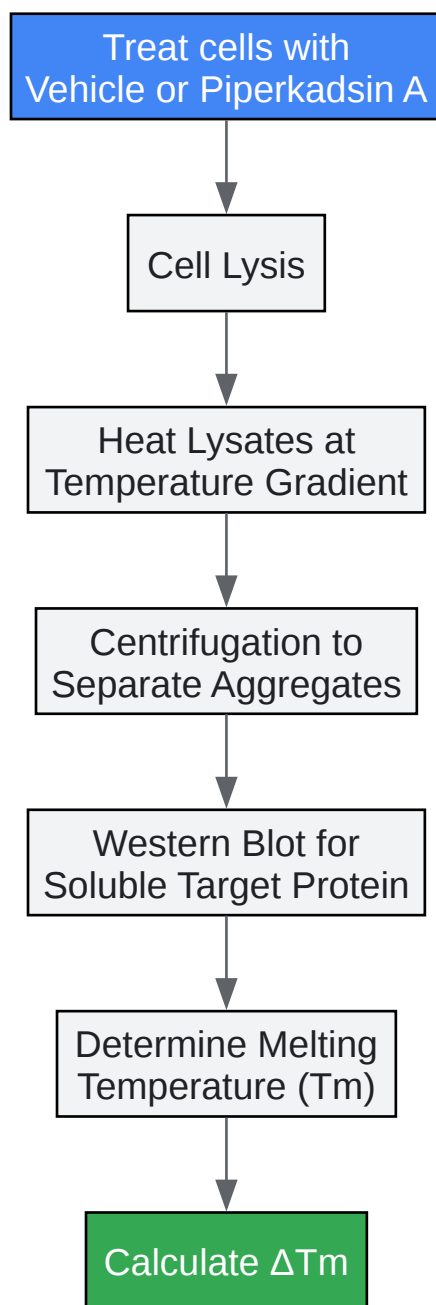 Treat cells with
Vehicle or Piperkadsin A
Cell Lysis
Heat Lysates at
Temperature Gradient
Centrifugation to
Separate Aggregates
Western Blot for
Soluble Target Protein
Determine Melting
Temperature (Tm)
Calculate ΔTm